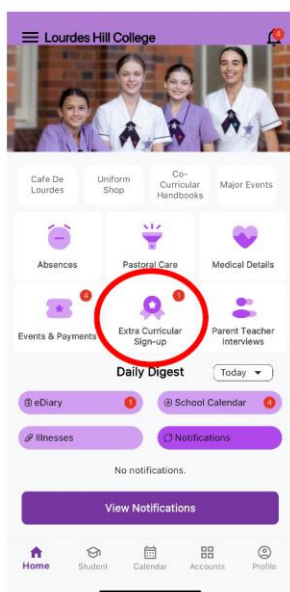 Lourdes Hill College
4
Cafe De
Lourdes
Uniform
Shop
Co-
Curricular
Handbooks
Major Events
Absences
Pastoral Care
Medical Details
4
1
Events & Payments
Extra Curricular
Sign-up
Parent Teacher
Interviews
Daily Digest
Today
eDiary
1
School Calendar
4
Illnesses
Notifications
No notifications.
View Notifications
Home
Student
Calendar
Accounts
Profile